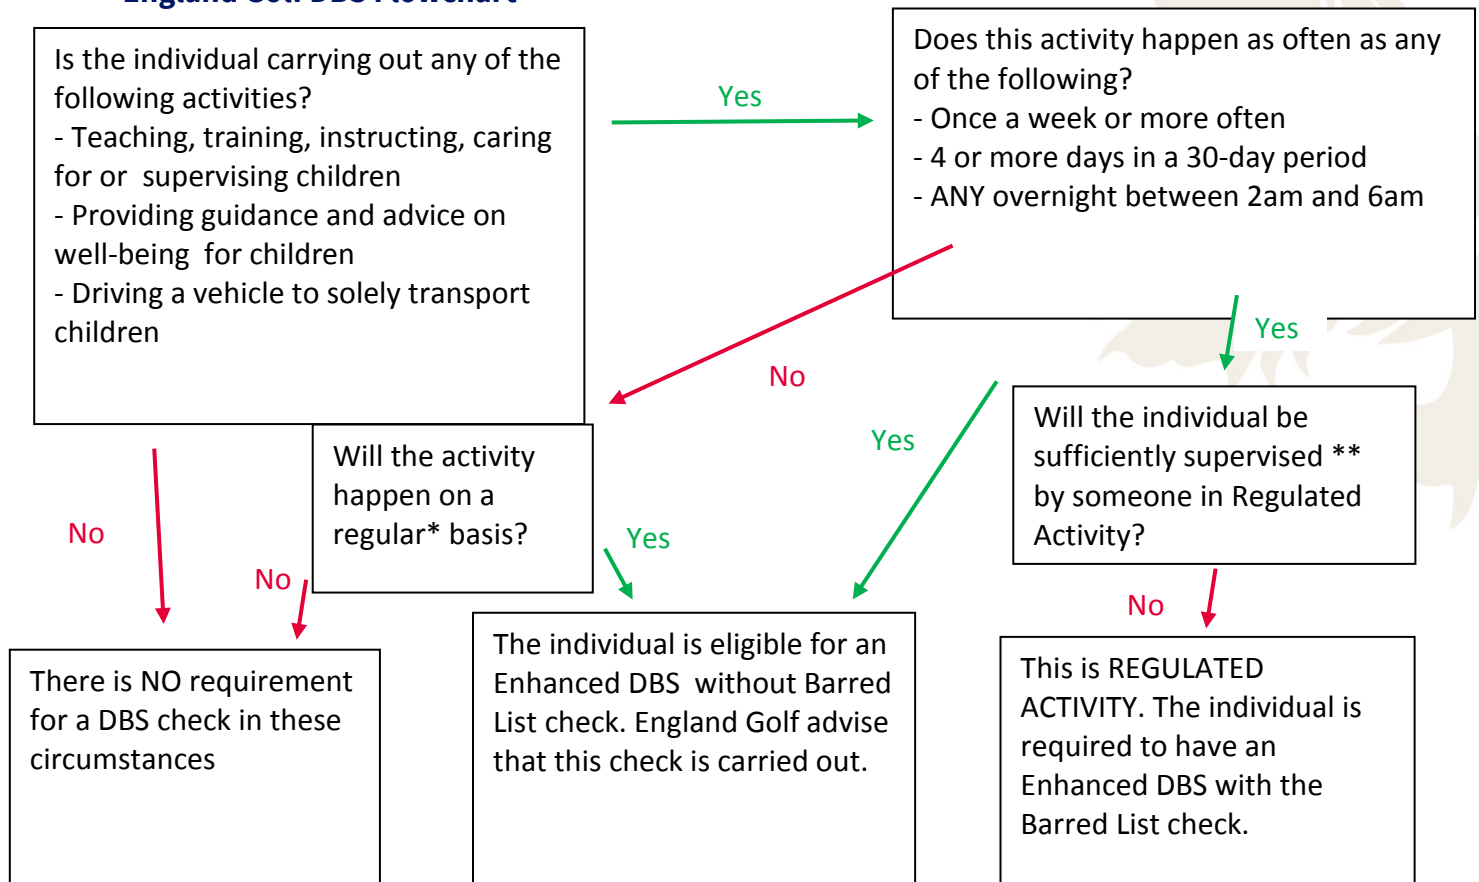 England Golf DBS Flowchart
Is the individual carrying out any of the
following activities?
- Teaching, training, instructing, caring
for or  supervising children
- Providing guidance and advice on
well-being  for children
- Driving a vehicle to solely transport
children
Yes
Does this activity happen as often as any
of the following?
- Once a week or more often
- 4 or more days in a 30-day period
- ANY overnight between 2am and 6am
No
Yes
Will the activity
happen on a
regular* basis?
Yes
Will the individual be
sufficiently supervised **
by someone in Regulated
Activity?
No
No
Yes
No
There is NO requirement
for a DBS check in these
circumstances
The individual is eligible for an
Enhanced DBS  without Barred
List check. England Golf advise
that this check is carried out.
This is REGULATED
ACTIVITY. The individual is
required to have an
Enhanced DBS with the
Barred List check.